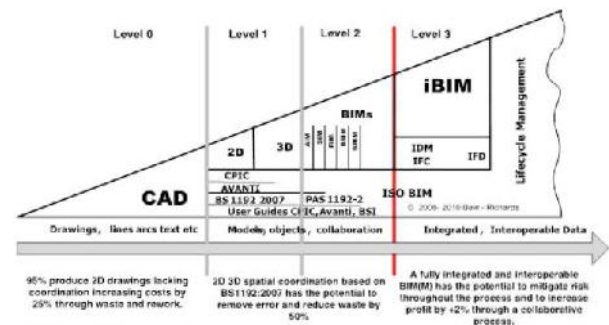 Level 0
Level 1
Level 2
Level 3
iBIM
BIMs
2D
3D
AIM
SIM
FIM
BSIM
BRIM
IDM
IFC
IFD
Lifecycle Management
CPIC
AVANTI
BS 1192 2007
PAS 1192-2
User Guides CPIC, Avanti, BSI
CAD
ISO BIM
© 2008-2010 Bew - Richards
Drawings, lines arcs text etc
Models, objects, collaboration
Integrated, Interoperable Data
95% produce 2D drawings lacking
coordination increasing costs by
25% through waste and rework.
2D 3D spatial coordination based on
BS1192:2007 has the potential to
remove error and reduce waste by
50%
A fully integrated and interoperable
BIM(M) has the potential to mitigate risk
throughout the process and to increase
profit by +2% through a collaborative
process.